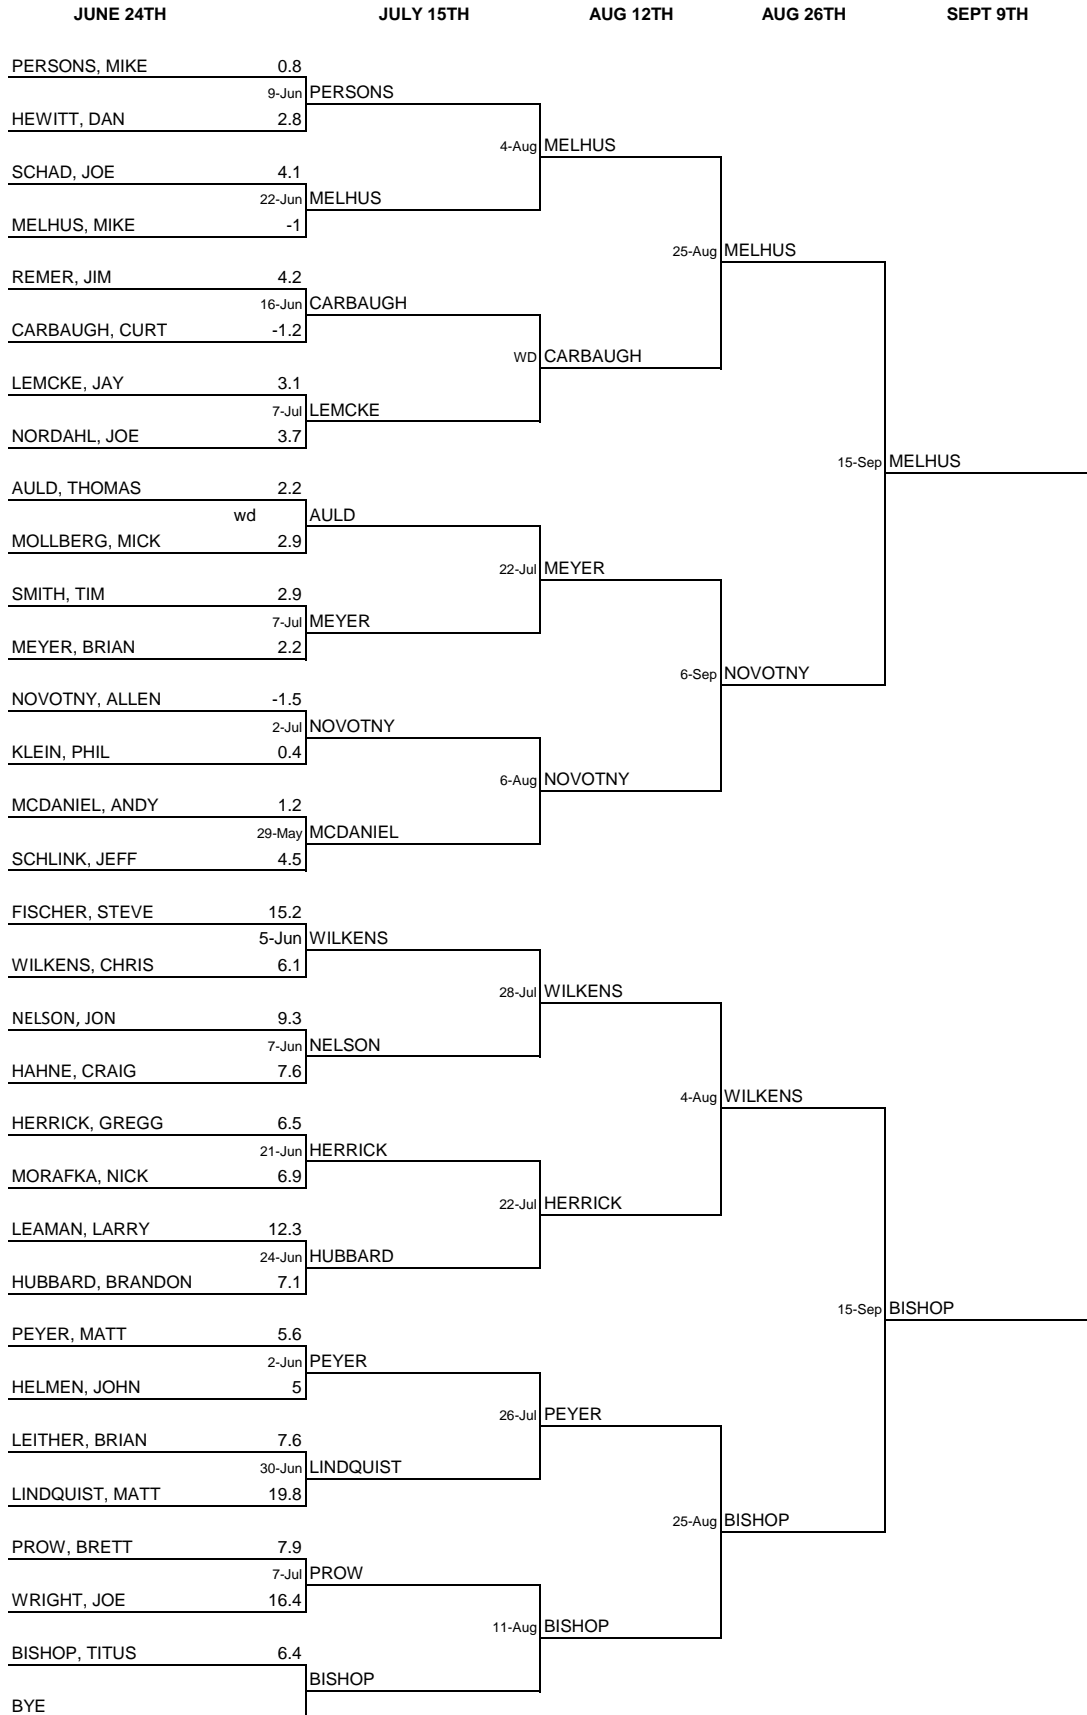 JUNE 24TH JULY 15TH AUG 12TH AUG 26TH SEPT 9TH
PERSONS, MIKE 0.8
9-Jun PERSONS
HEWITT, DAN 2.8
4-Aug MELHUS
SCHAD, JOE 4.1
22-Jun MELHUS
MELHUS, MIKE -1
25-Aug MELHUS
REMER, JIM 4.2
16-Jun CARBAUGH
CARBAUGH, CURT -1.2
WD CARBAUGH
LEMCKE, JAY 3.1
7-Jul LEMCKE
NORDAHL, JOE 3.7
15-Sep MELHUS
AULD, THOMAS 2.2
wd AULD
MOLLBERG, MICK 2.9
22-Jul MEYER
SMITH, TIM 2.9
7-Jul MEYER
MEYER, BRIAN 2.2
6-Sep NOVOTNY
NOVOTNY, ALLEN -1.5
2-Jul NOVOTNY
KLEIN, PHIL 0.4
6-Aug NOVOTNY
MCDANIEL, ANDY 1.2
29-May MCDANIEL
SCHLINK, JEFF 4.5
FISCHER, STEVE 15.2
5-Jun WILKENS
WILKENS, CHRIS 6.1
28-Jul WILKENS
NELSON, JON 9.3
7-Jun NELSON
HAHNE, CRAIG 7.6
4-Aug WILKENS
HERRICK, GREGG 6.5
21-Jun HERRICK
MORAFKA, NICK 6.9
22-Jul HERRICK
LEAMAN, LARRY 12.3
24-Jun HUBBARD
HUBBARD, BRANDON 7.1
15-Sep BISHOP
PEYER, MATT 5.6
2-Jun PEYER
HELMEN, JOHN 5
26-Jul PEYER
LEITHER, BRIAN 7.6
30-Jun LINDQUIST
LINDQUIST, MATT 19.8
25-Aug BISHOP
PROW, BRETT 7.9
7-Jul PROW
WRIGHT, JOE 16.4
11-Aug BISHOP
BISHOP, TITUS 6.4
BISHOP
BYE